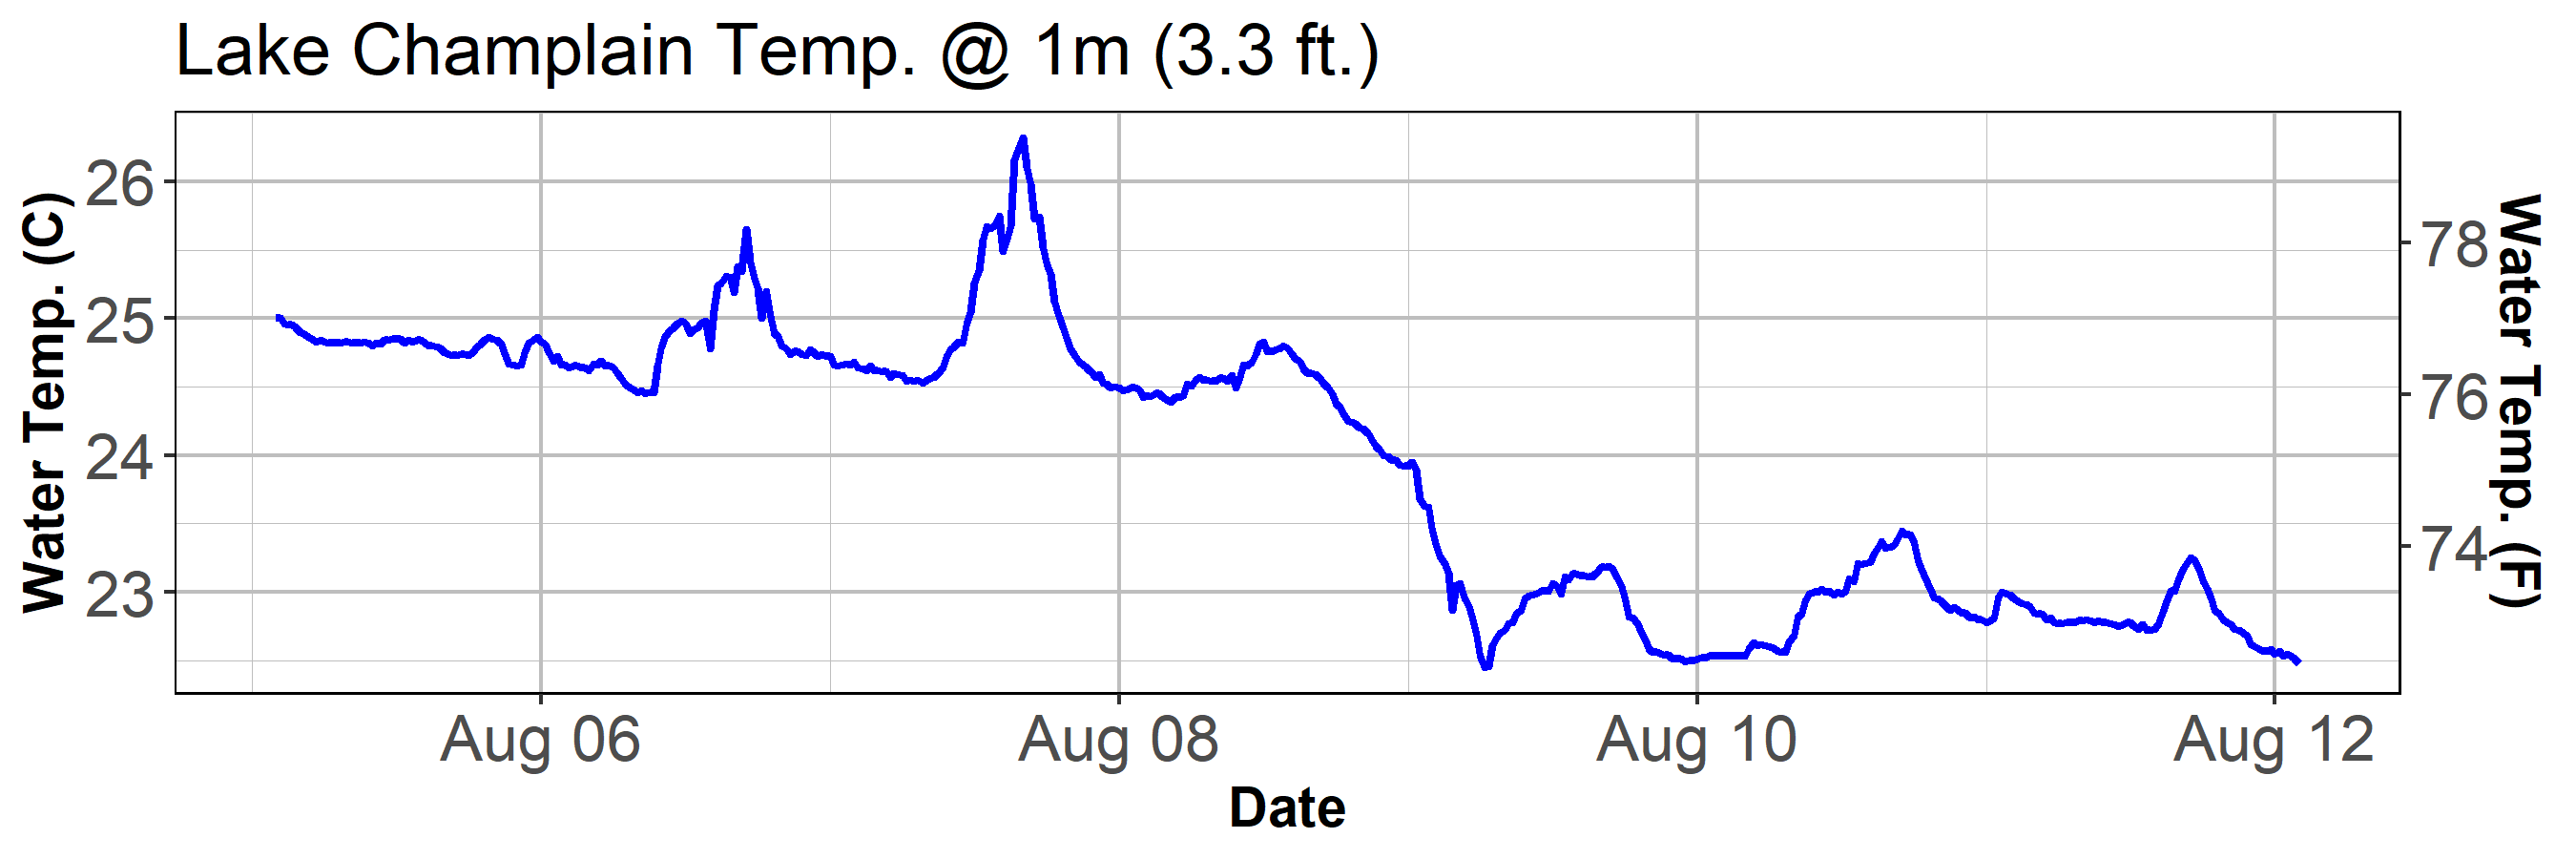 Lake Champlain Temp. @ 1m (3.3 ft.)
Water Temp. (C)
26
25
24
23
78
76
74
Water Temp. (F)
Aug 06
Aug 08
Aug 10
Aug 12
Date